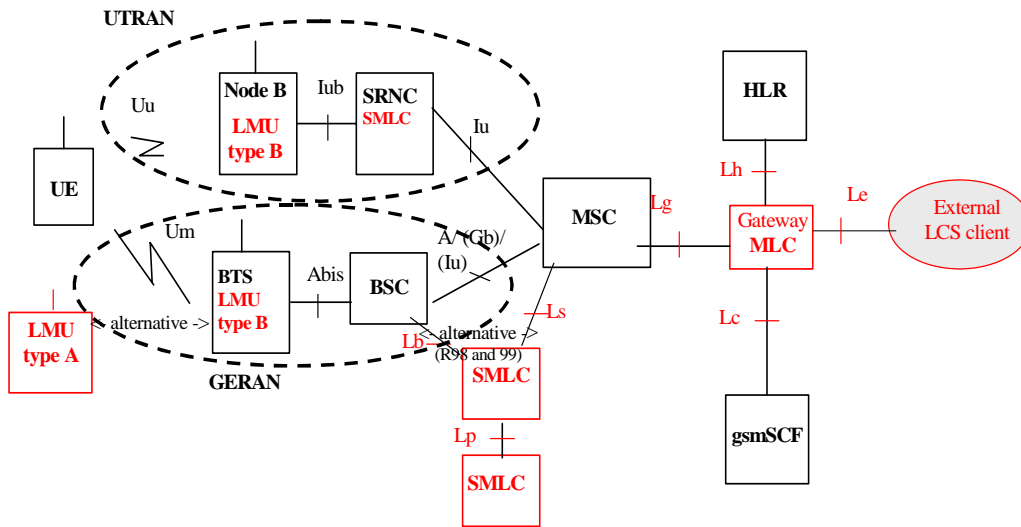 UTRAN
Uu
Node B
LMU
type B
Iub
SRNC
SMLC
Iu
UE
HLR
Lh
Le
External
LCS client
MSC
Lg
Gateway
MLC
Um
BTS
LMU
type B
Abis
BSC
A/ (Gb)/
(Iu)
Ls
Lc
LMU
type A
<- alternative ->
Lb
<- alternative ->
(R98 and 99)
GERAN
SMLC
Lp
SMLC
gsmSCF